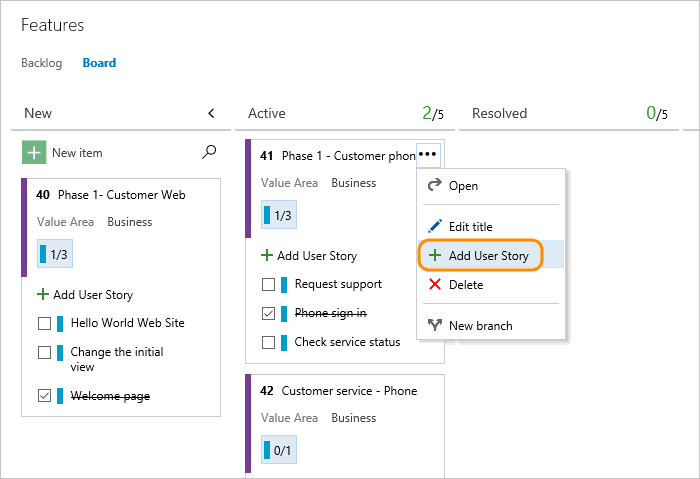 Features
Backlog Board
New
New item
40 Phase 1- Customer Web
Value Area Business
1/3
Add User Story
Hello World Web Site
Change the initial
view
Welcome page
Active 2/5
41 Phase 1 - Customer phon
Value Area Business
1/3
Add User Story
Request support
Phone sign in
Check service status
42 Customer service - Phone
Value Area Business
0/1
Open
Edit title
Add User Story
Delete
New branch
Resolved 0/5